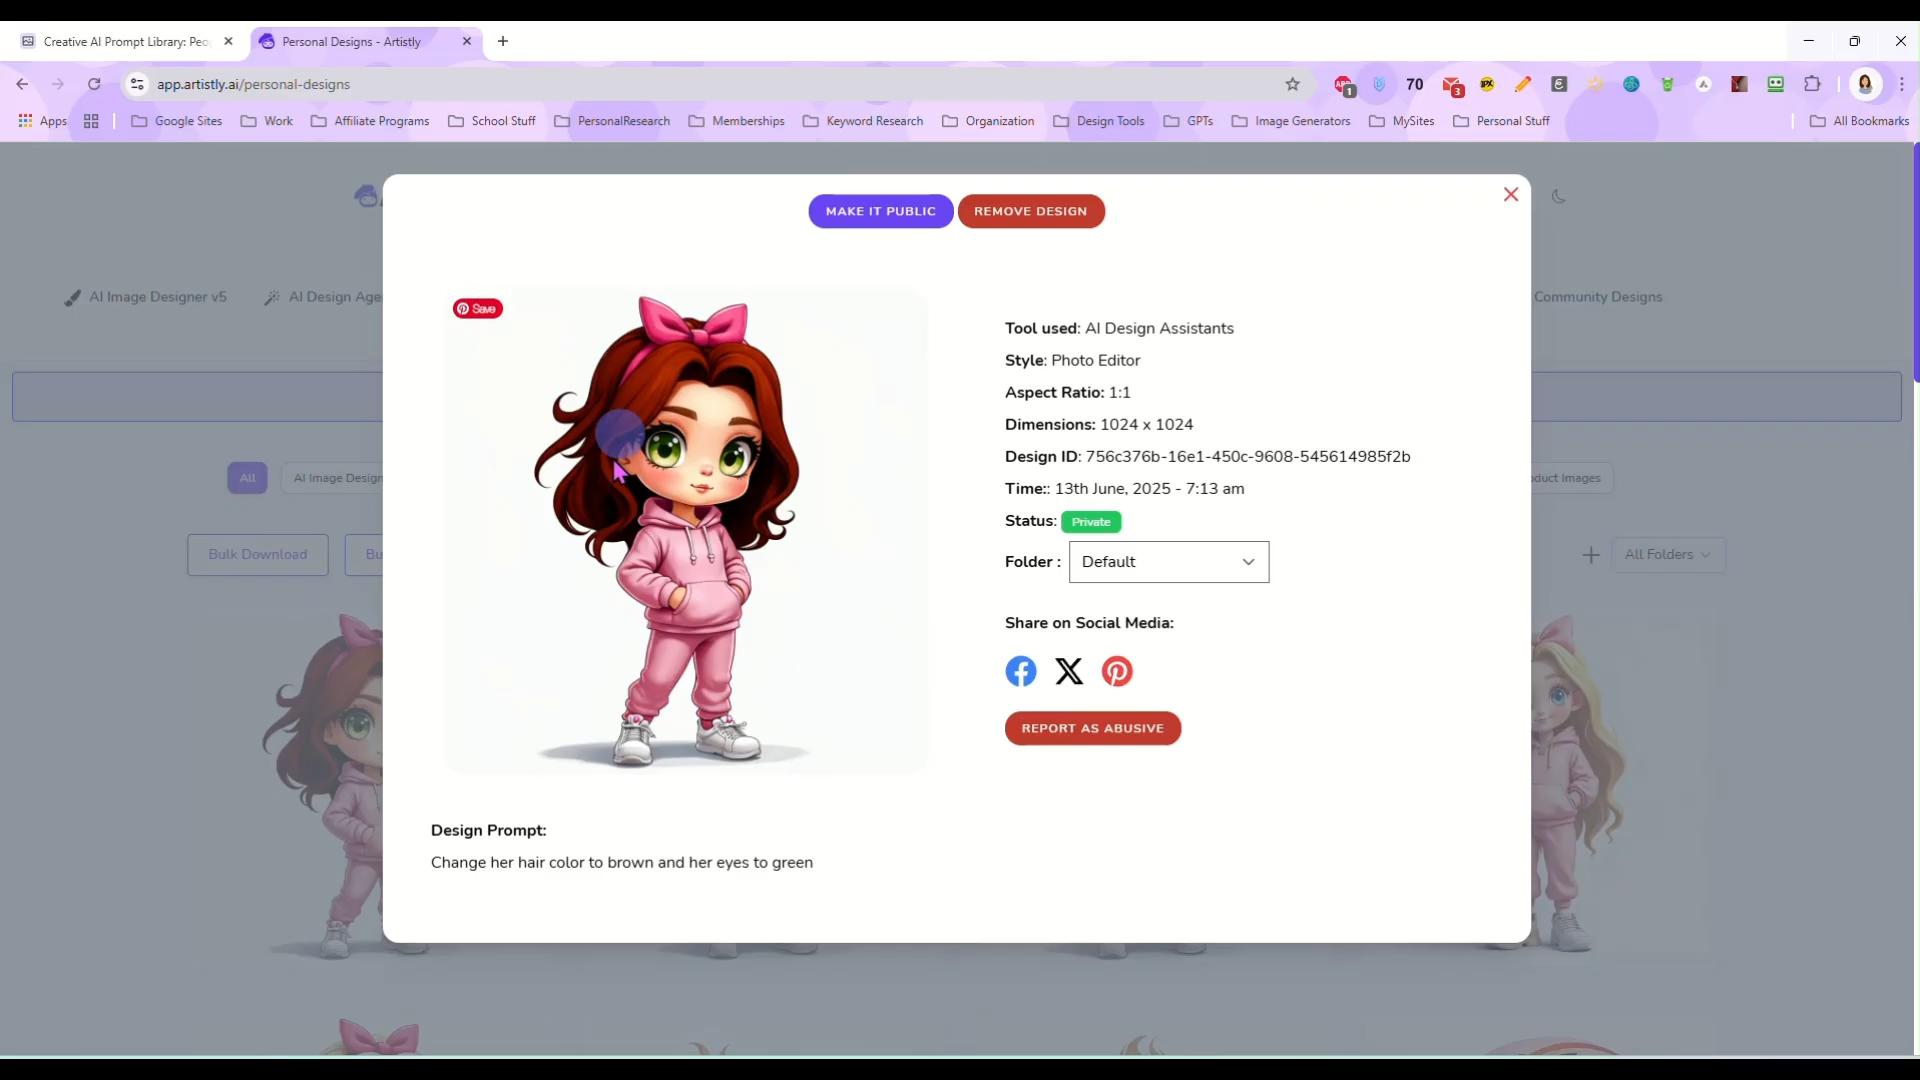 Creative AI Prompt Library: Peo
Personal Designs - Artistly
app.artistly.ai/personal-designs
1
70
3
Apps
Google Sites
Work
Affiliate Programs
School Stuff
PersonalResearch
Memberships
Keyword Research
Organization
Design Tools
GPTs
Image Generators
MySites
Personal Stuff
All Bookmarks
MAKE IT PUBLIC
REMOVE DESIGN
AI Image Designer v5
AI Design Age
Community Designs
Save
Tool used: AI Design Assistants
Style: Photo Editor
Aspect Ratio: 1:1
Dimensions: 1024 x 1024
Design ID: 756c376b-16e1-450c-9608-545614985f2b
Time:: 13th June, 2025 - 7:13 am
Status: Private
Folder : Default
All
AI Image Design
duct Images
Bulk Download
Bu
All Folders
Share on Social Media:
REPORT AS ABUSIVE
Design Prompt:
Change her hair color to brown and her eyes to green